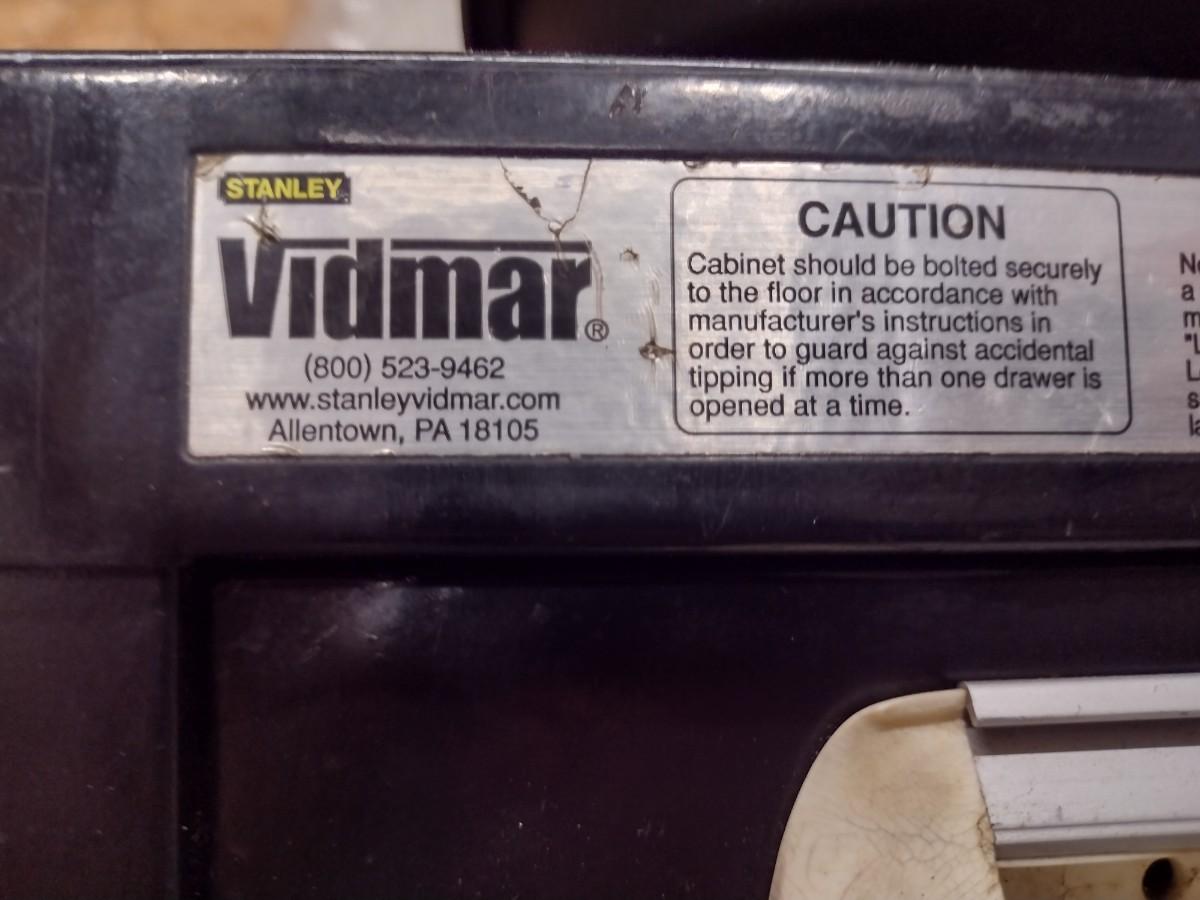 STANLEY
Vidmar®
(800) 523-9462
www.stanleyvidmar.com
Allentown, PA 18105
CAUTION
Cabinet should be bolted securely
to the floor in accordance with
manufacturer's instructions in
order to guard against accidental
tipping if more than one drawer is
opened at a time.
a